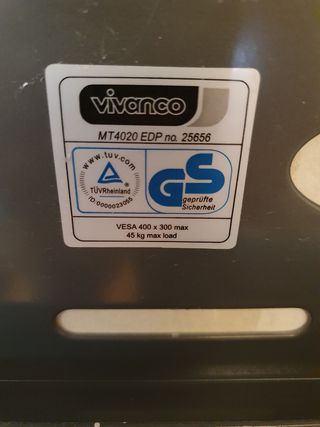 vivanco
MT4020 EDP no. 25656
www.tuv.com
TÜVRheinland
ID:0000023055
GS
geprüfte
Sicherheit
VESA 400 x 300 max
45 kg max load